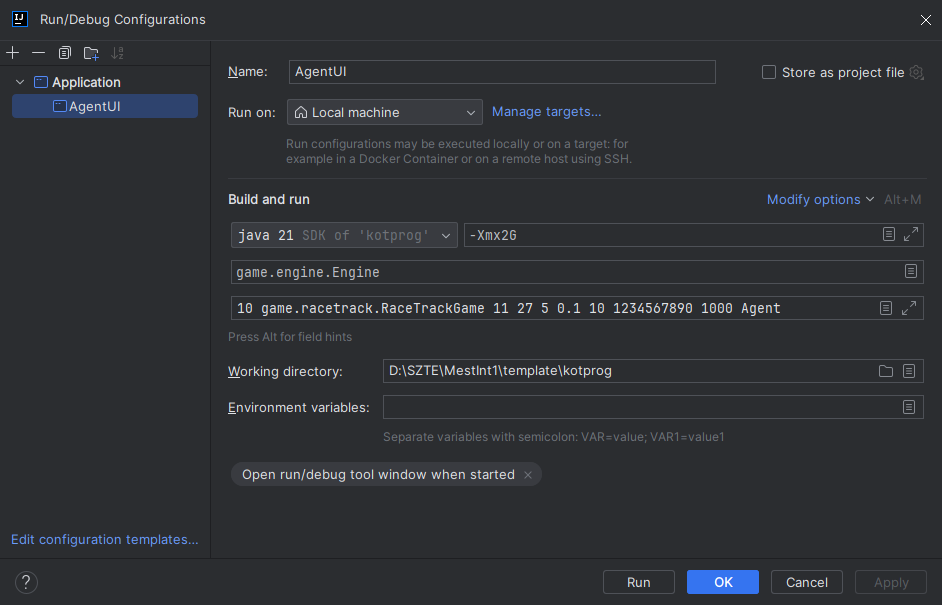 Run/Debug Configurations
Application
AgentUI
Name: AgentUI Store as project file
Run on: Local machine Manage targets...
Run configurations may be executed locally or on a target: for
example in a Docker Container or on a remote host using SSH.
Build and run Modify options Alt+M
java 21 SDK of 'kotprog' -Xmx2G
game.engine.Engine
10 game.racetrack.RaceTrackGame 11 27 5 0.1 10 1234567890 1000 Agent
Press Alt for field hints
Working directory: D:\SZTE\MestInt1\template\kotprog
Environment variables:
Separate variables with semicolon: VAR=value; VAR1=value1
Open run/debug tool window when started
Edit configuration templates...
? Run OK Cancel Apply